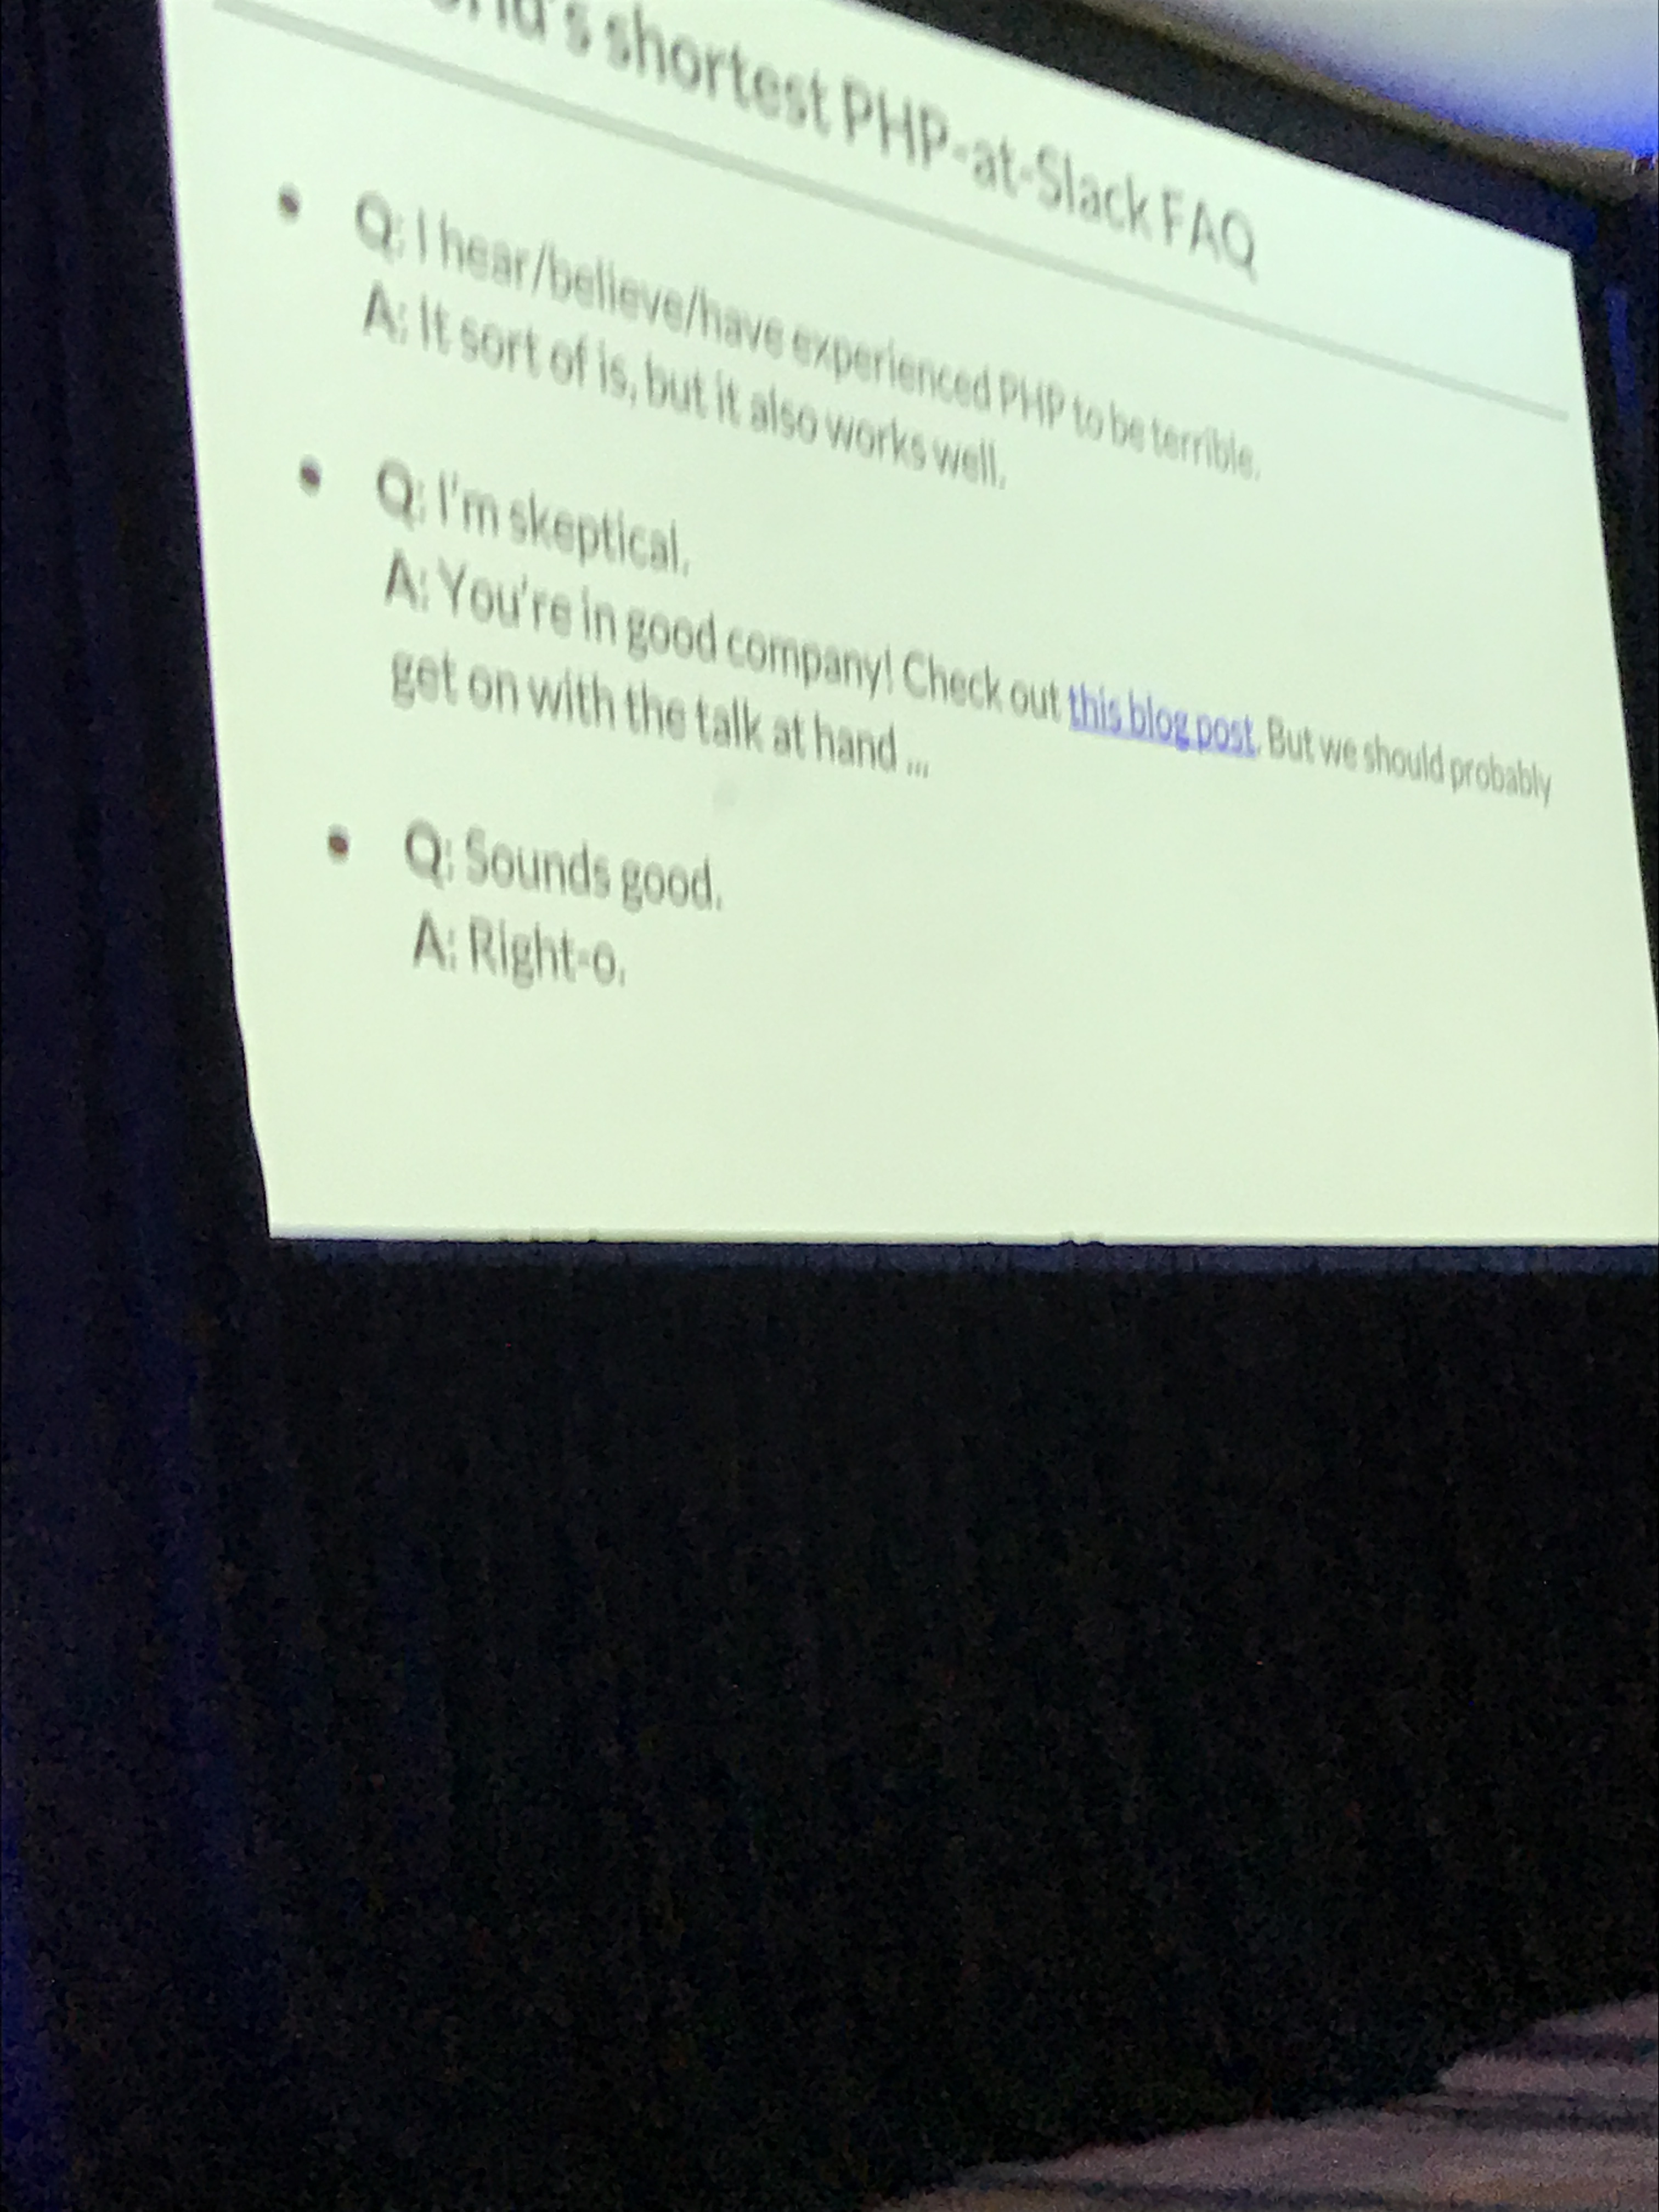 shortest PHP-at-Slack FAQ
• Q: I hear/believe/have experienced PHP to be terrible.
A: It sort of is, but it also works well.
• Q: I'm skeptical.
A: You're in good company! Check out this blog post. But we should probably
get on with the talk at hand ...
• Q: Sounds good.
A: Right-o.